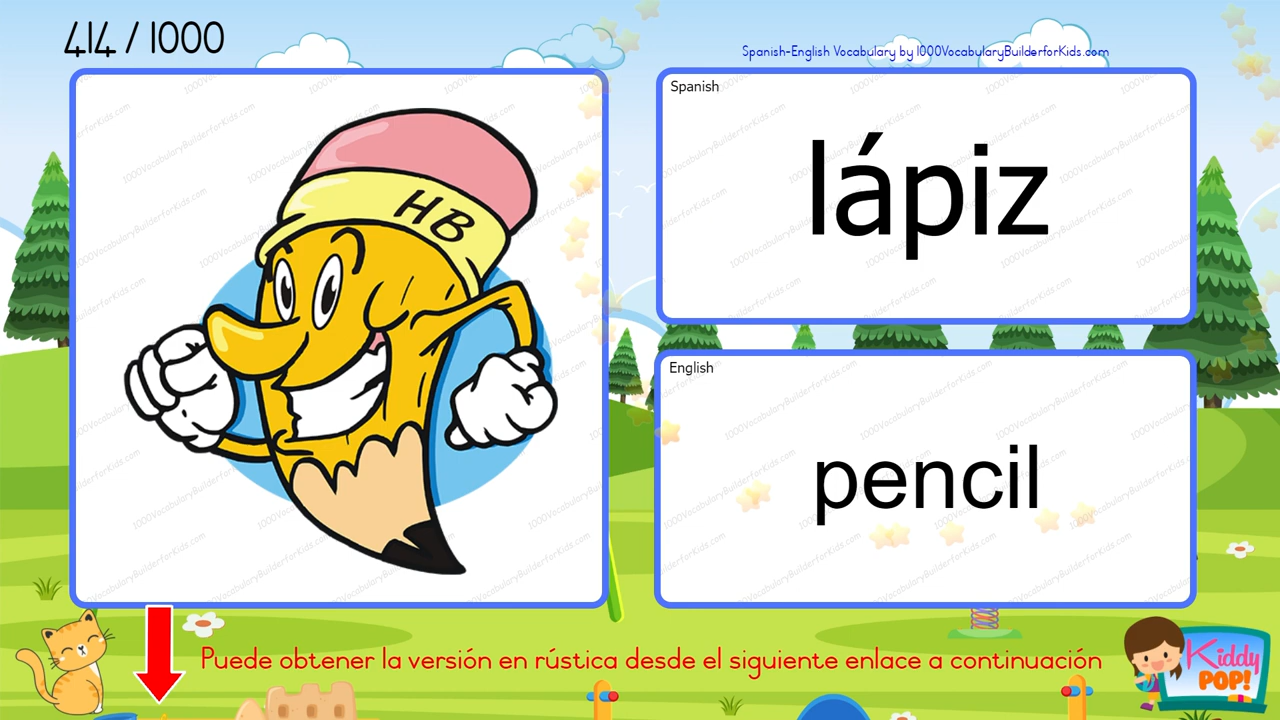 414 / 1000
Spanish-English Vocabulary by 1000VocabularyBuilderforKids.com
Spanish
lápiz
HB
English
pencil
Puede obtener la versión en rústica desde el siguiente enlace a continuación
Kiddy
POP!